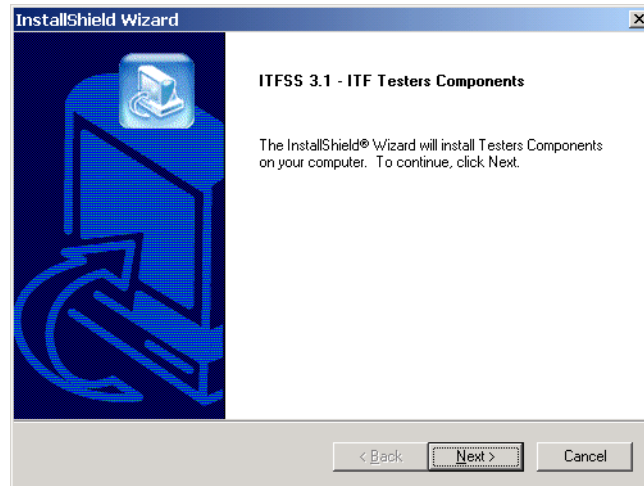 InstallShield Wizard
ITFSS 3.1 - ITF Testers Components
The InstallShield® Wizard will install Testers Components
on your computer.  To continue, click Next.
< Back
Next >
Cancel